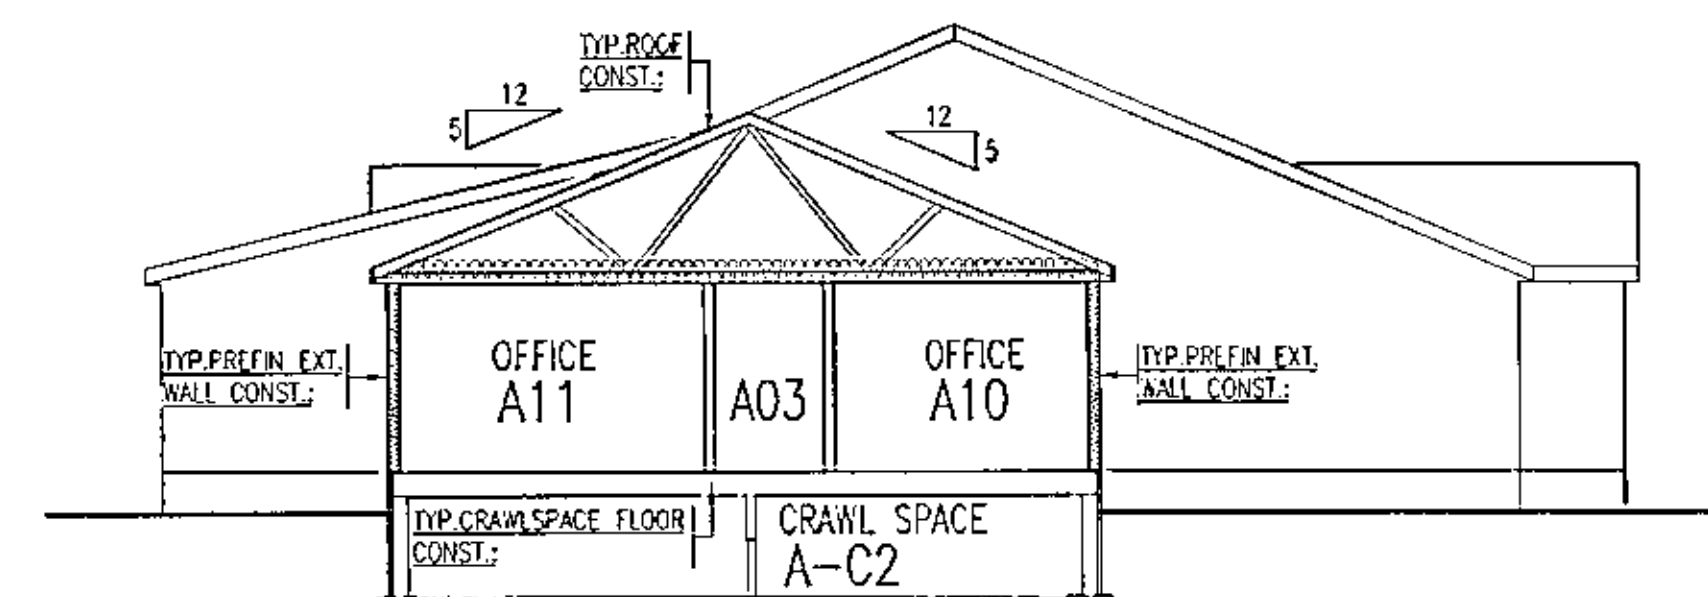 TYP.ROOF
CONST.:
12
5
12
5
TYP.PREFIN EXT.
WALL CONST.:
OFFICE
A11
A03
OFFICE
A10
TYP.PREFIN EXT.
WALL CONST.:
TYP.CRAWLSPACE FLOOR
CONST.:
CRAWL SPACE
A-C2